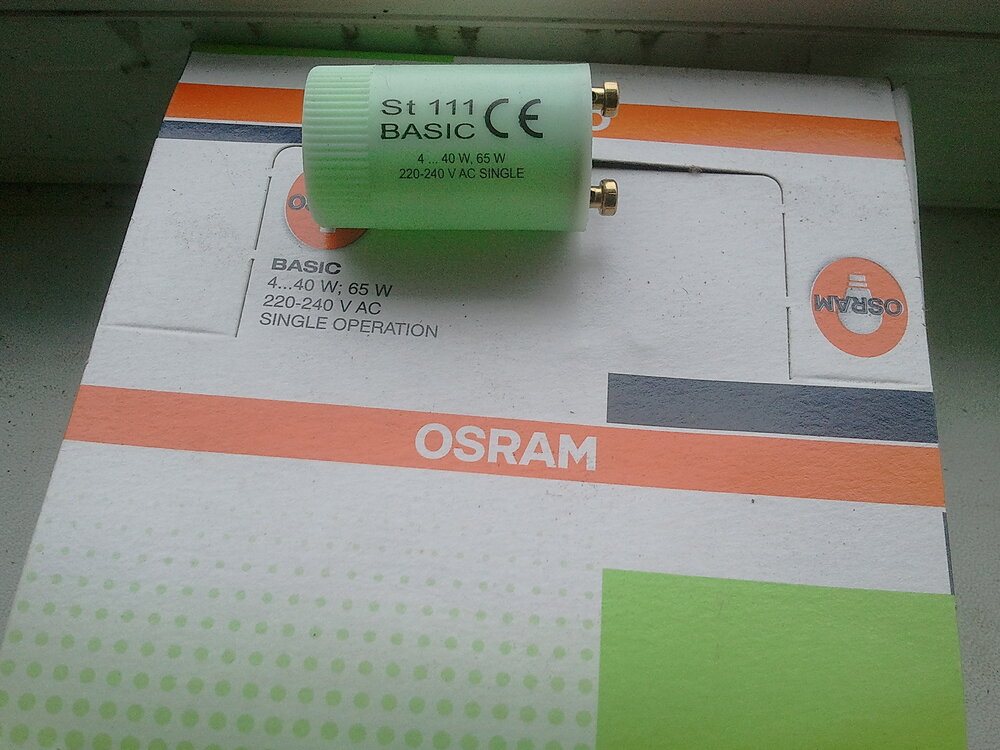 St 111
BASIC CE
4 ... 40 W, 65 W
220-240 V AC SINGLE
BASIC
4...40 W; 65 W
220-240 V AC
SINGLE OPERATION
OSRAM
OSRAM